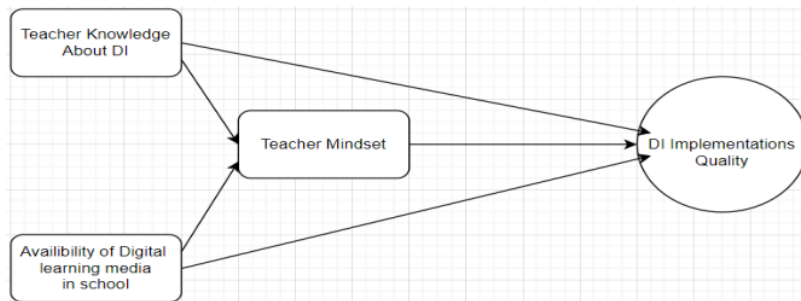 Teacher Knowledge
About DI
Teacher Mindset
DI Implementations
Quality
Availibility of Digital
learning media
in school